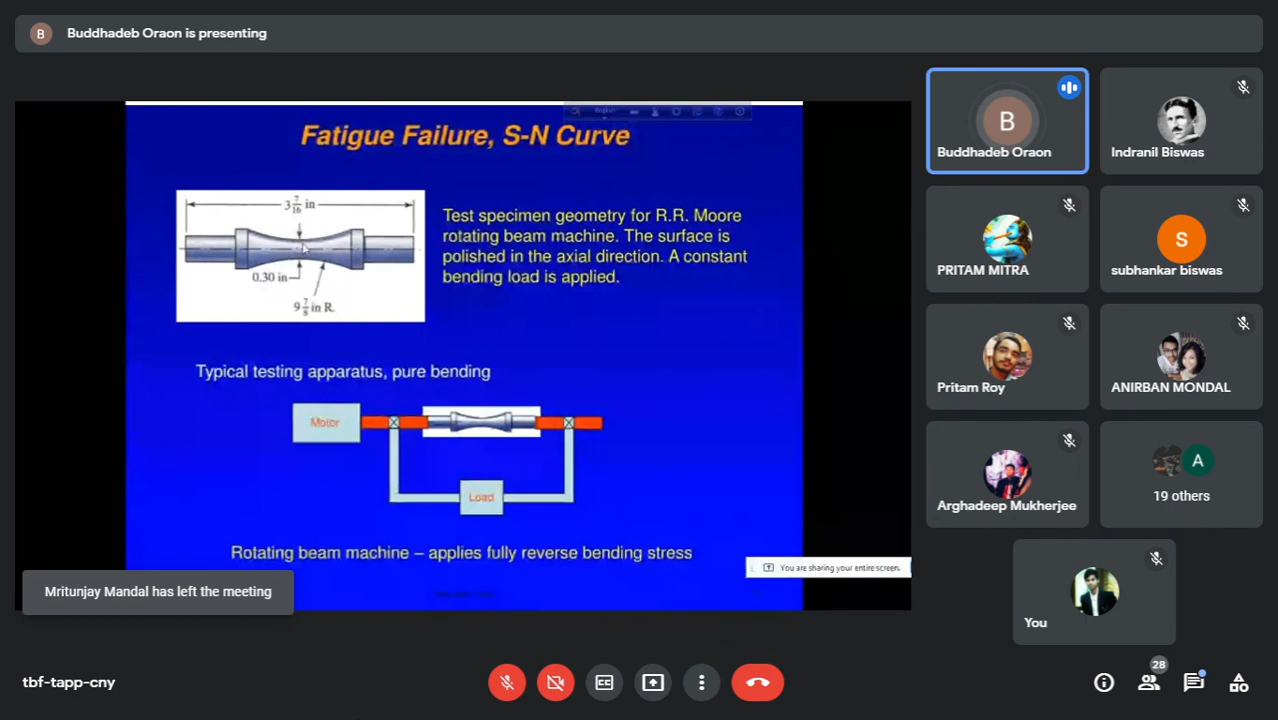 B
Buddhadeb Oraon is presenting
English
Fatigue Failure, S-N Curve
3 7/16 in
0.30 in
9 7/8 in R.
Test specimen geometry for R.R. Moore
rotating beam machine. The surface is
polished in the axial direction. A constant
bending load is applied.
Typical testing apparatus, pure bending
Motor
Load
Rotating beam machine – applies fully reverse bending stress
You are sharing your entire screen.
Mritunjay Mandal has left the meeting
B
Buddhadeb Oraon
Indranil Biswas
PRITAM MITRA
S
subhankar biswas
Pritam Roy
ANIRBAN MONDAL
Arghadeep Mukherjee
A
19 others
You
tbf-tapp-cny
CC
28